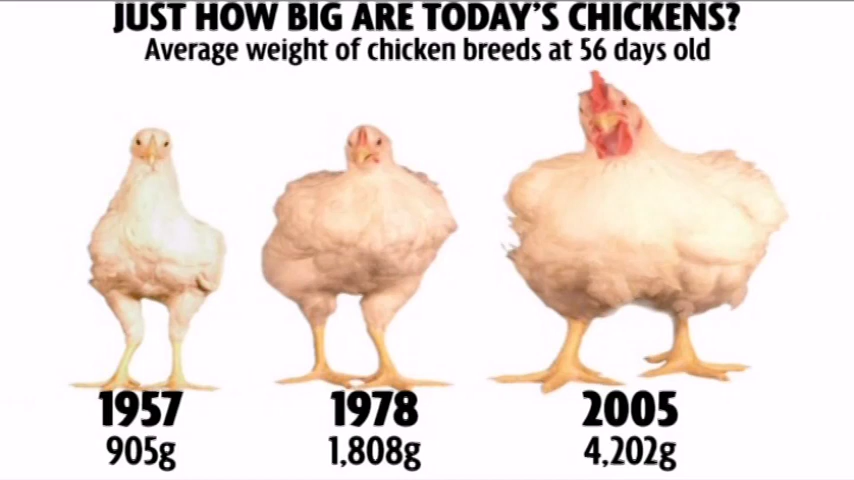 JUST HOW BIG ARE TODAY'S CHICKENS?
Average weight of chicken breeds at 56 days old
1957
1978
2005
905g
1,808g
4,202g